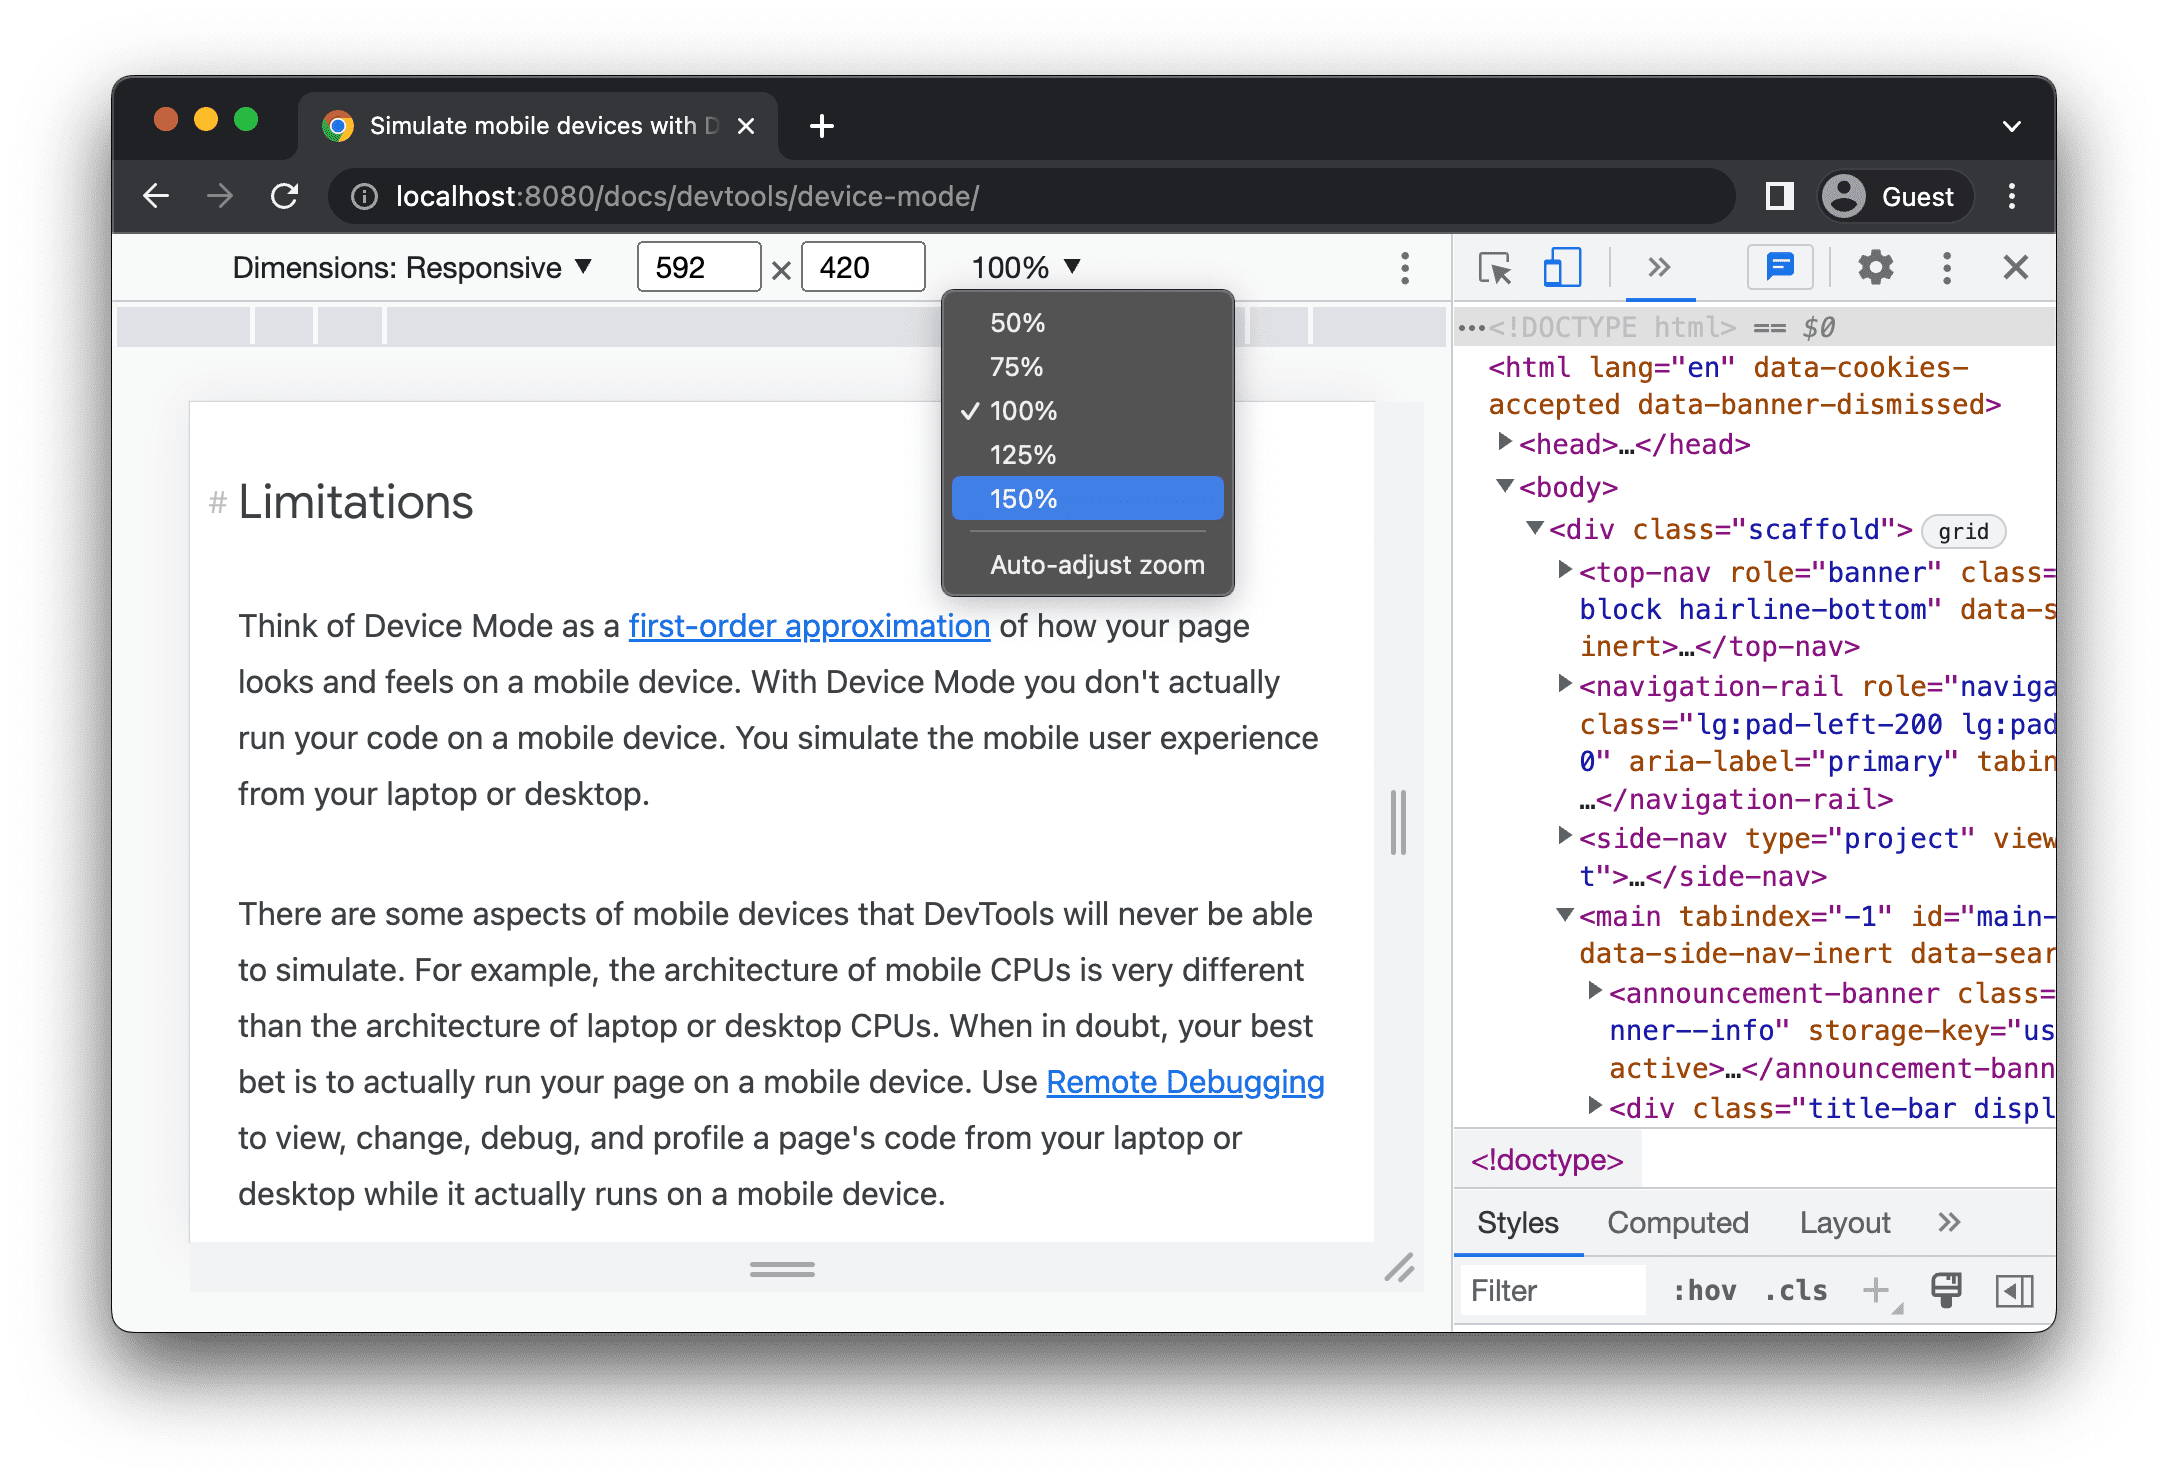 Simulate mobile devices with D
localhost:8080/docs/devtools/device-mode/
Guest
Dimensions: Responsive
592 × 420
100%
50%
75%
100%
125%
150%
Auto-adjust zoom
# Limitations
Think of Device Mode as a first-order approximation of how your page
looks and feels on a mobile device. With Device Mode you don't actually
run your code on a mobile device. You simulate the mobile user experience
from your laptop or desktop.
There are some aspects of mobile devices that DevTools will never be able
to simulate. For example, the architecture of mobile CPUs is very different
than the architecture of laptop or desktop CPUs. When in doubt, your best
bet is to actually run your page on a mobile device. Use Remote Debugging
to view, change, debug, and profile a page's code from your laptop or
desktop while it actually runs on a mobile device.
…<!DOCTYPE html> == $0
<html lang="en" data-cookies-
accepted data-banner-dismissed>
<head>…</head>
<body>
<div class="scaffold"> grid
<top-nav role="banner" class=
block hairline-bottom" data-s
inert>…</top-nav>
<navigation-rail role="naviga
class="lg:pad-left-200 lg:pad
0" aria-label="primary" tabin
…</navigation-rail>
<side-nav type="project" view
t">…</side-nav>
<main tabindex="-1" id="main-
data-side-nav-inert data-sear
<announcement-banner class=
nner--info" storage-key="us
active>…</announcement-bann
<div class="title-bar displ
<!doctype>
Styles Computed Layout
Filter :hov .cls